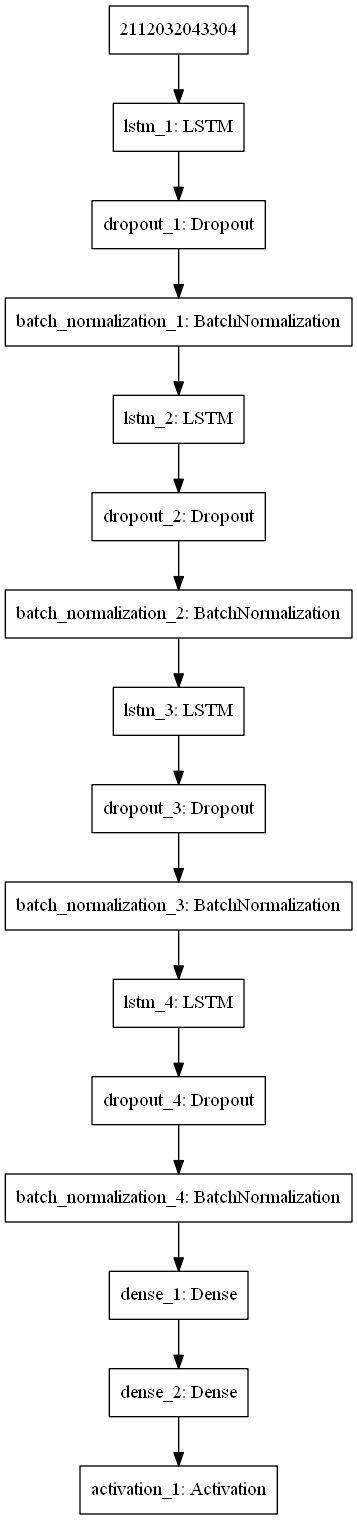 2112032043304
lstm_1: LSTM
dropout_1: Dropout
batch_normalization_1: BatchNormalization
lstm_2: LSTM
dropout_2: Dropout
batch_normalization_2: BatchNormalization
lstm_3: LSTM
dropout_3: Dropout
batch_normalization_3: BatchNormalization
lstm_4: LSTM
dropout_4: Dropout
batch_normalization_4: BatchNormalization
dense_1: Dense
dense_2: Dense
activation_1: Activation